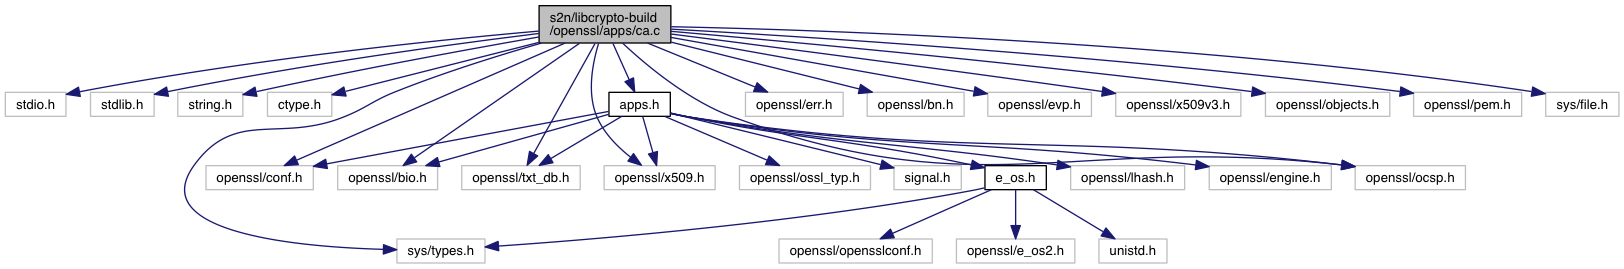 s2n/libcrypto-build
/openssl/apps/ca.c
stdio.h
stdlib.h
string.h
ctype.h
apps.h
openssl/err.h
openssl/bn.h
openssl/evp.h
openssl/x509v3.h
openssl/objects.h
openssl/pem.h
sys/file.h
openssl/conf.h
openssl/bio.h
openssl/txt_db.h
openssl/x509.h
openssl/ossl_typ.h
signal.h
e_os.h
openssl/lhash.h
openssl/engine.h
openssl/ocsp.h
sys/types.h
openssl/opensslconf.h
openssl/e_os2.h
unistd.h